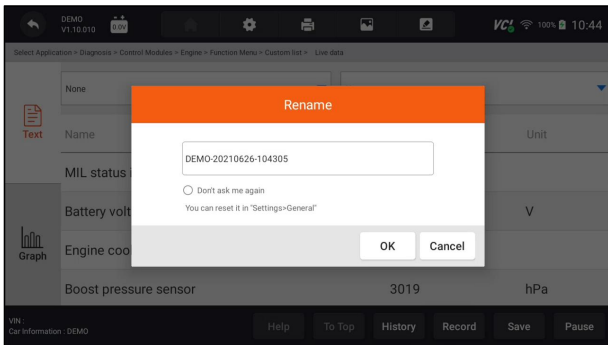 DEMO
V1.10.010
0.0V
VCI
100%
10:44
Select Application > Diagnosis > Control Modules > Engine > Function Menu > Custom list > Live data
None
Rename
Text
Name
Unit
DEMO-20210626-104305
MIL status i
Don't ask me again
You can reset it in "Settings>General"
Battery volt
V
Graph
Engine coo
OK
Cancel
Boost pressure sensor
3019
hPa
VIN :
Car Information : DEMO
Help
To Top
History
Record
Save
Pause